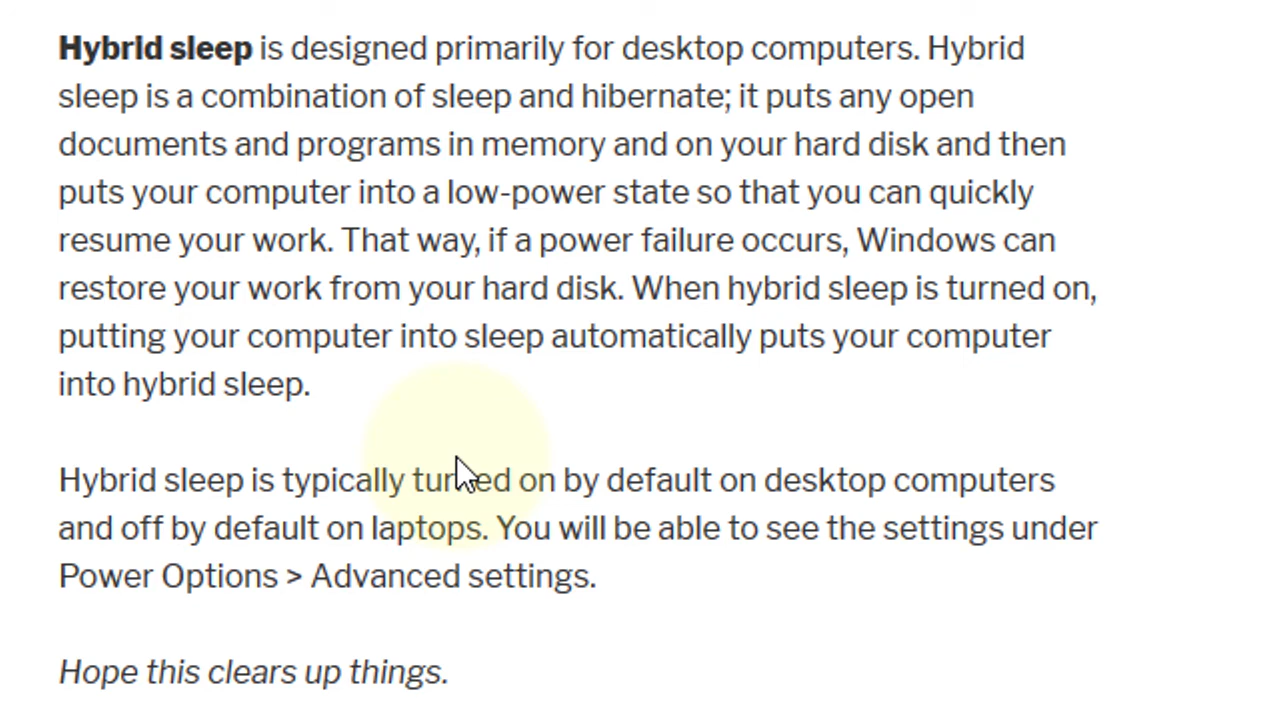 Hybrid sleep is designed primarily for desktop computers. Hybrid
sleep is a combination of sleep and hibernate; it puts any open
documents and programs in memory and on your hard disk and then
puts your computer into a low-power state so that you can quickly
resume your work. That way, if a power failure occurs, Windows can
restore your work from your hard disk. When hybrid sleep is turned on,
putting your computer into sleep automatically puts your computer
into hybrid sleep.
Hybrid sleep is typically turned on by default on desktop computers
and off by default on laptops. You will be able to see the settings under
Power Options > Advanced settings.
Hope this clears up things.